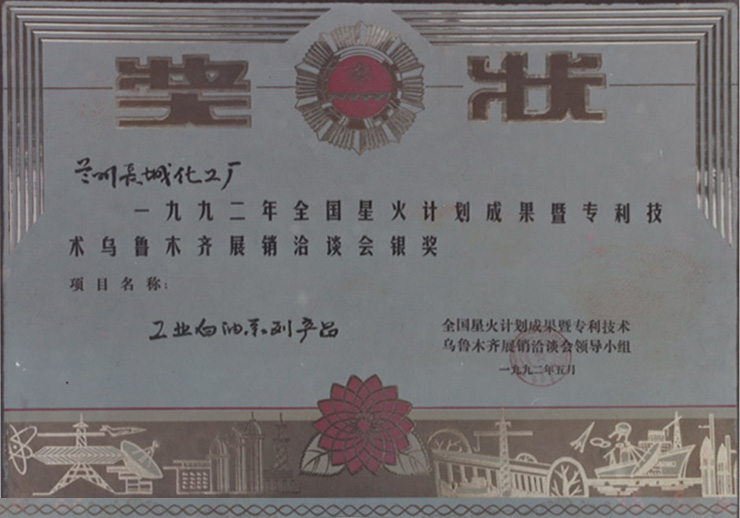 奖状
兰州长城化工厂
一九九二年全国星火计划成果暨专利技
术乌鲁木齐展销洽谈会银奖
项目名称:
工业白油系列产品
全国星火计划成果暨专利技术
乌鲁木齐展销洽谈会领导小组
一九九二年五月